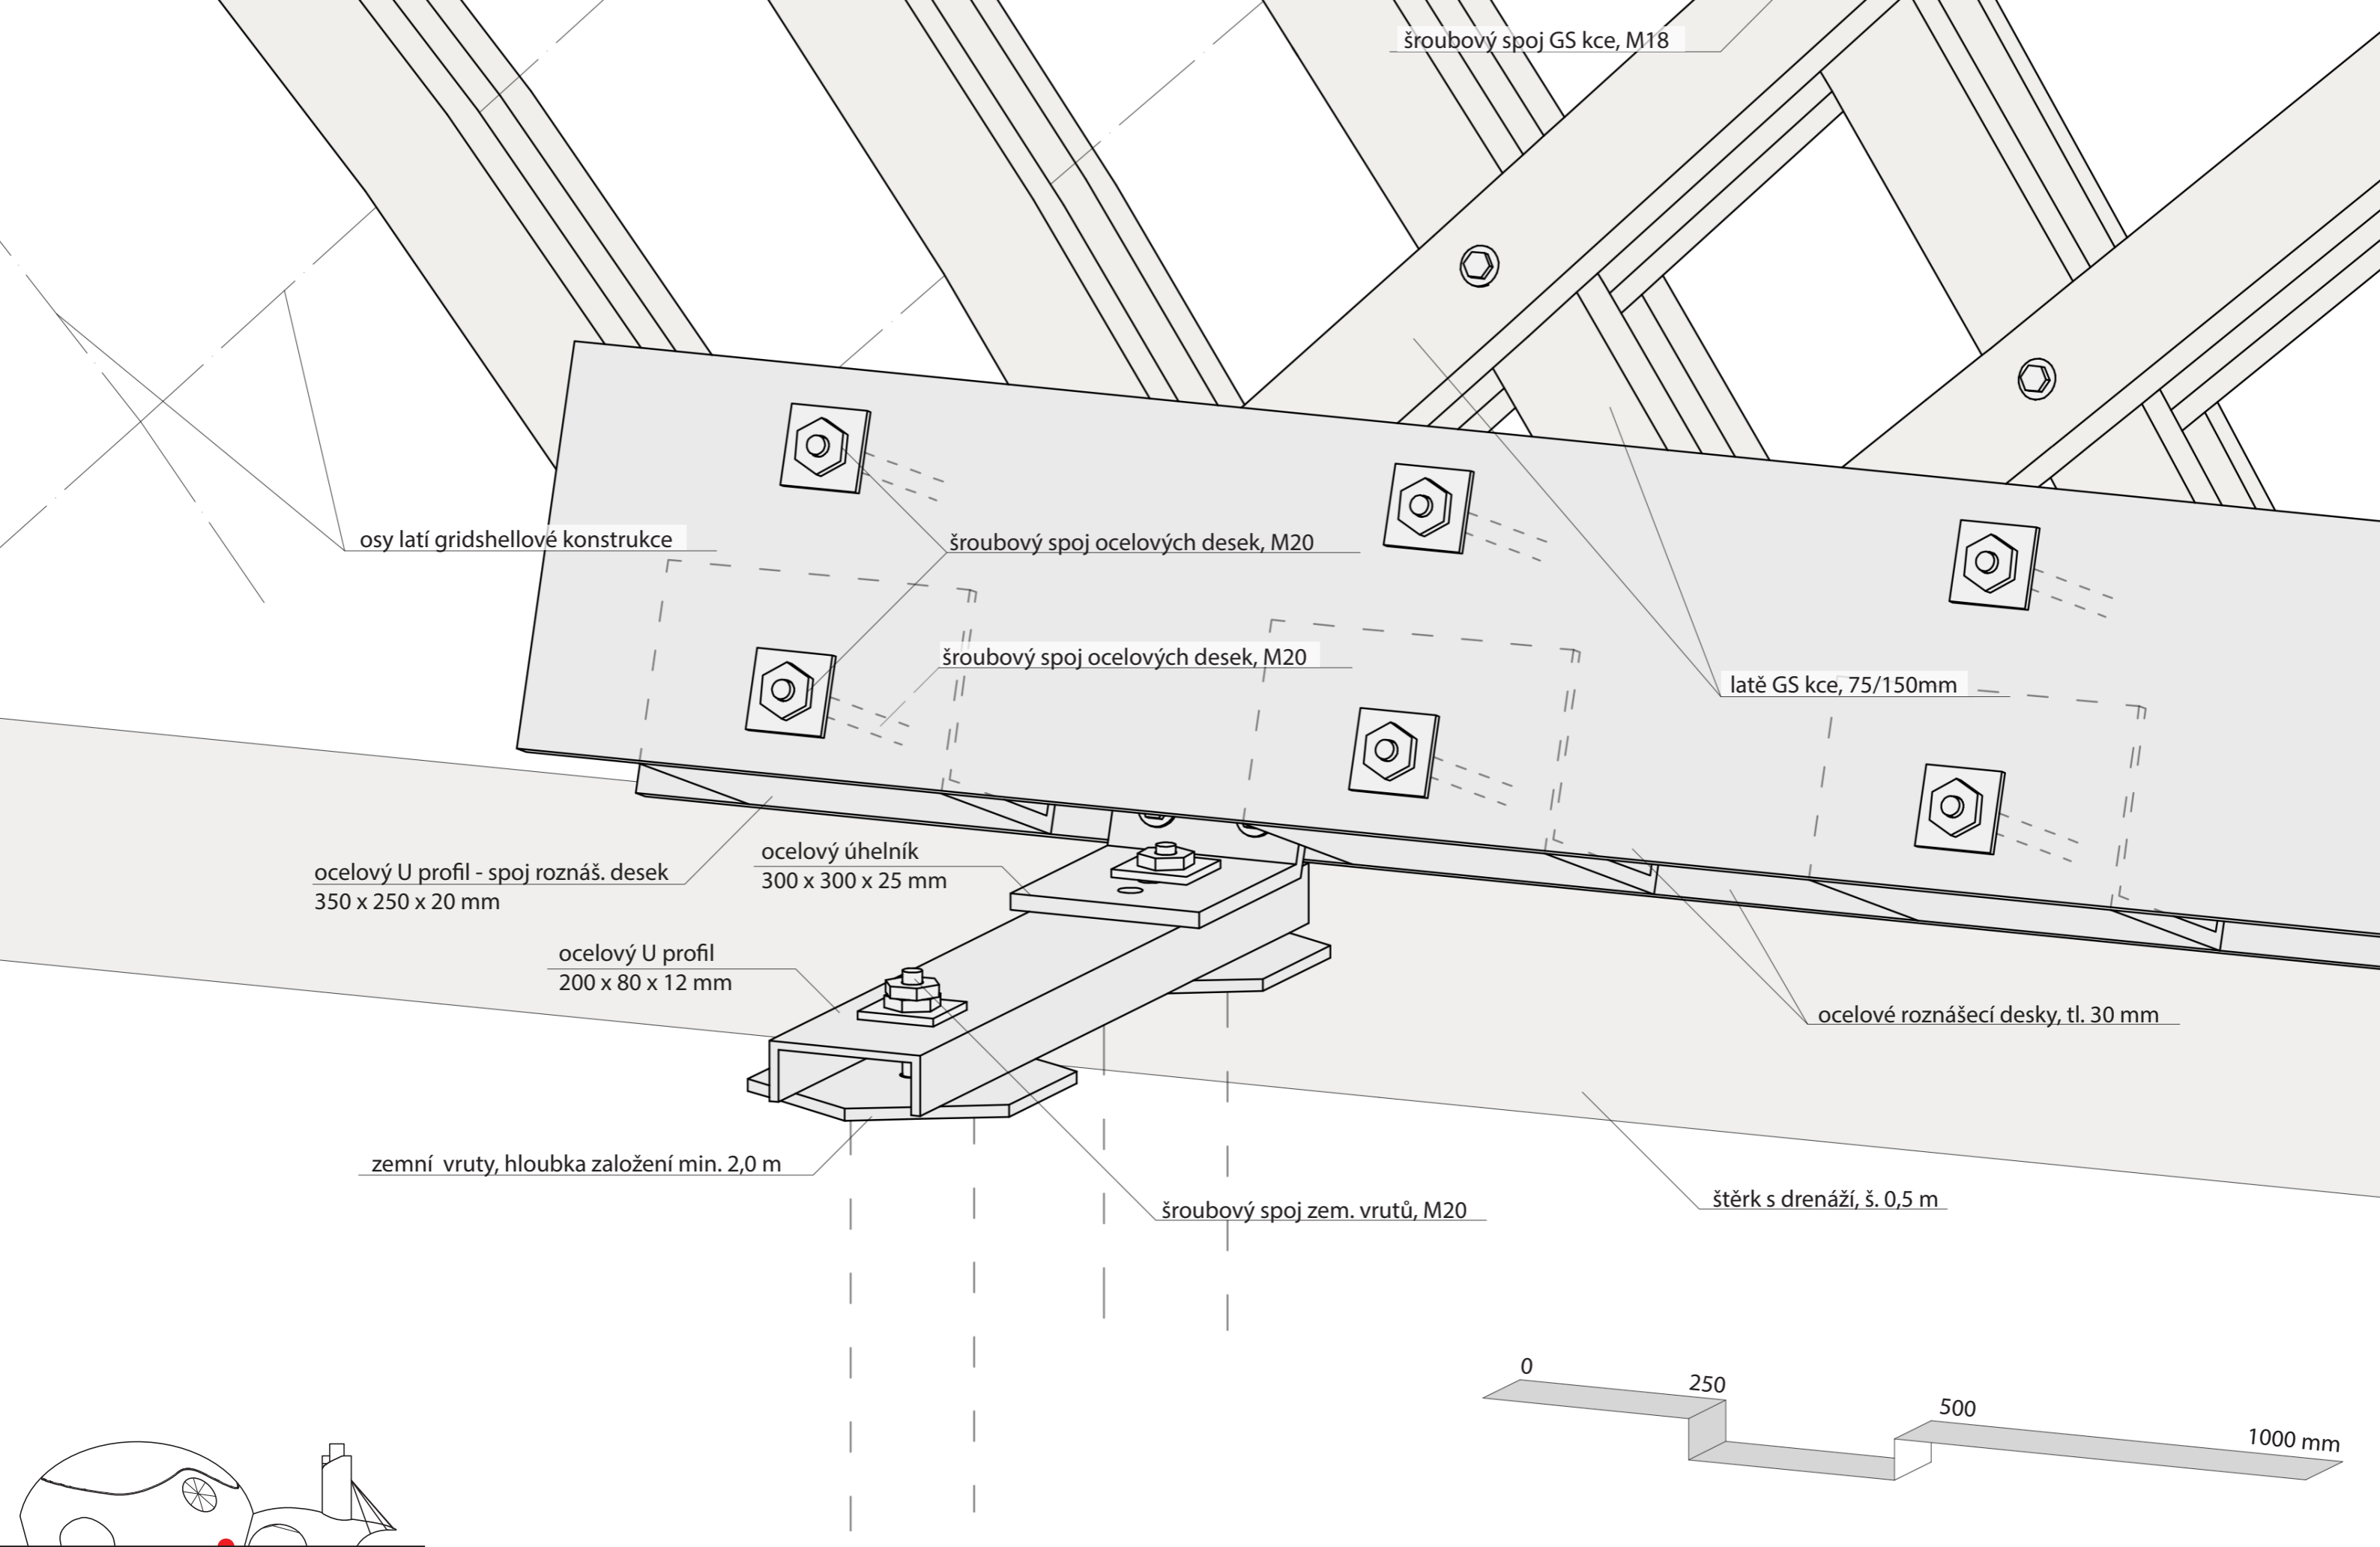 šroubový spoj GS kce, M18
osy latí gridshellové konstrukce
šroubový spoj ocelových desek, M20
šroubový spoj ocelových desek, M20
latě GS kce, 75/150mm
ocelový U profil - spoj roznáš. desek
350 x 250 x 20 mm
ocelový úhelník
300 x 300 x 25 mm
ocelový U profil
200 x 80 x 12 mm
ocelové roznášecí desky, tl. 30 mm
zemní vruty, hloubka založení min. 2,0 m
šroubový spoj zem. vrutů, M20
štěrk s drenáží, š. 0,5 m
0
250
500
1000 mm